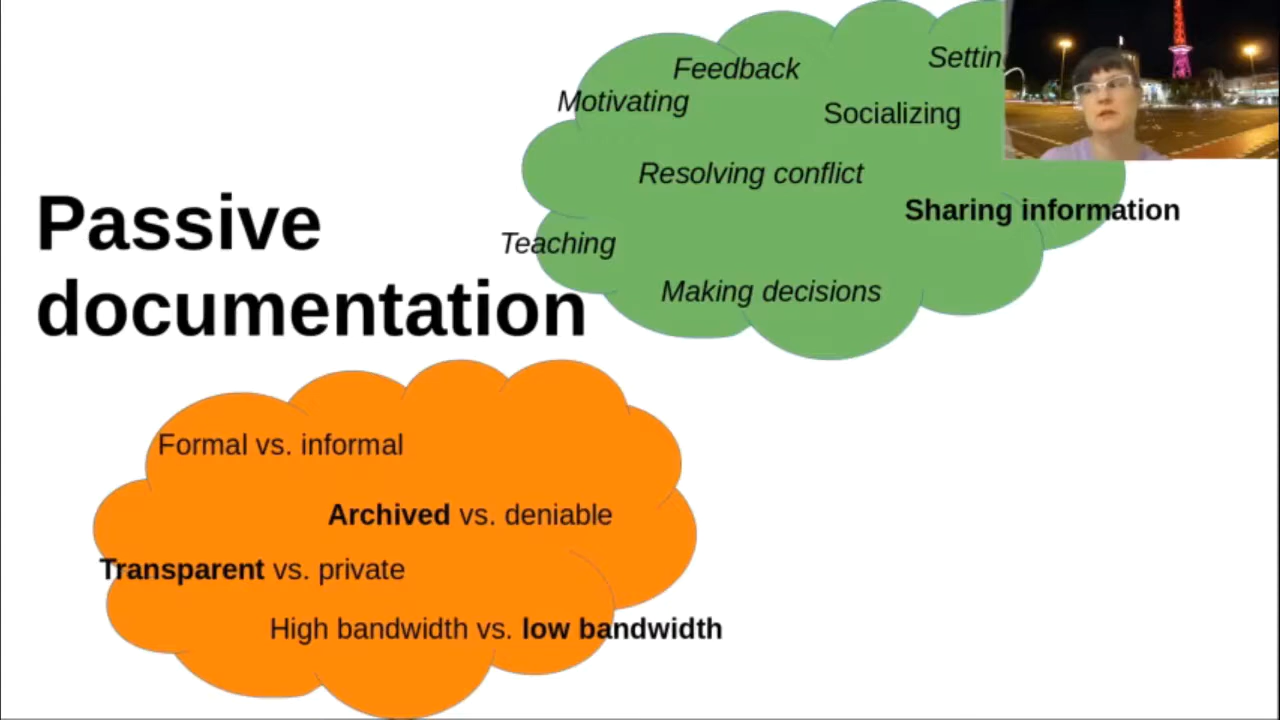 Feedback
Motivating
Socializing
Resolving conflict
Sharing information
Teaching
Making decisions
Passive
documentation
Formal vs. informal
Archived vs. deniable
Transparent vs. private
High bandwidth vs. low bandwidth